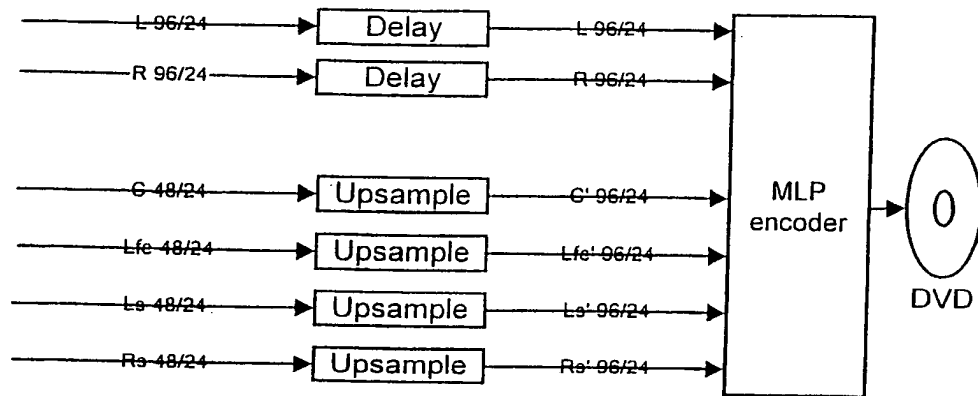 L 96/24 Delay L 96/24
R 96/24 Delay R 96/24
C 48/24 Upsample C' 96/24
Lfe 48/24 Upsample Lfe' 96/24
Ls 48/24 Upsample Ls' 96/24
Rs 48/24 Upsample Rs' 96/24
MLP
encoder
DVD